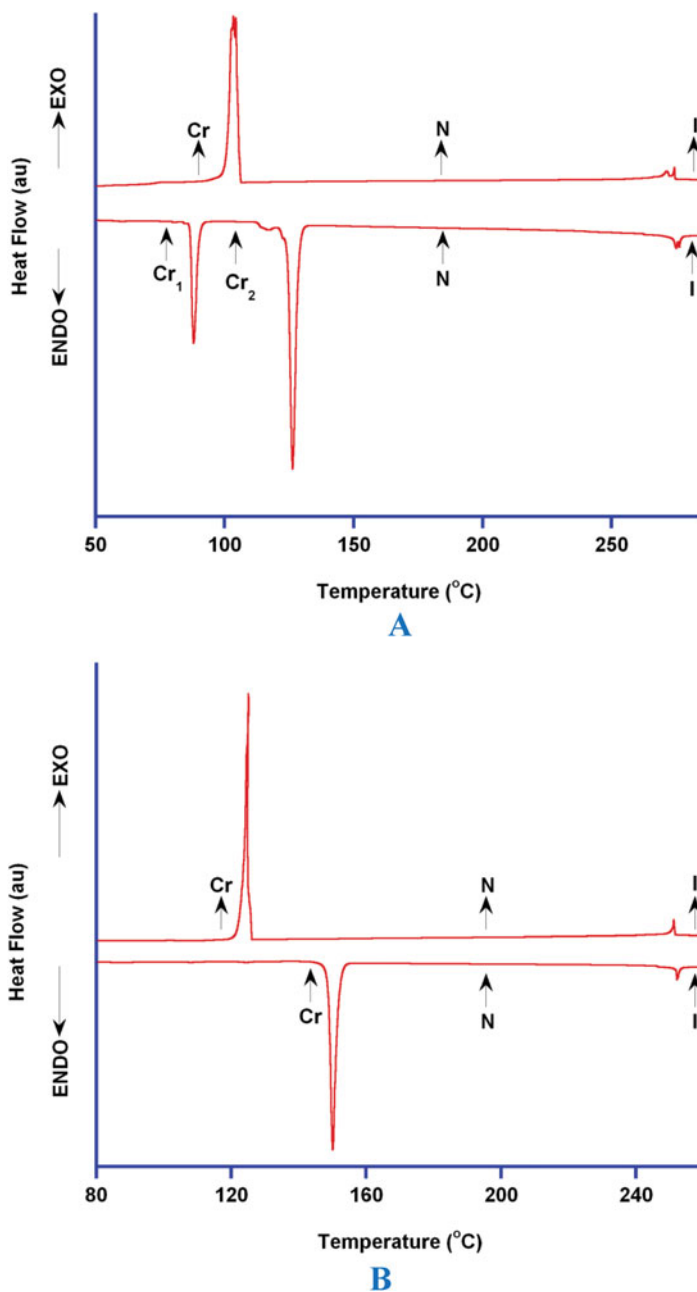 Heat Flow (au)
EXO
ENDO
Cr
N
I
Cr₁
Cr₂
N
I
50 100 150 200 250
Temperature (°C)
A
Heat Flow (au)
EXO
ENDO
Cr
N
I
Cr
N
I
80 120 160 200 240
Temperature (°C)
B